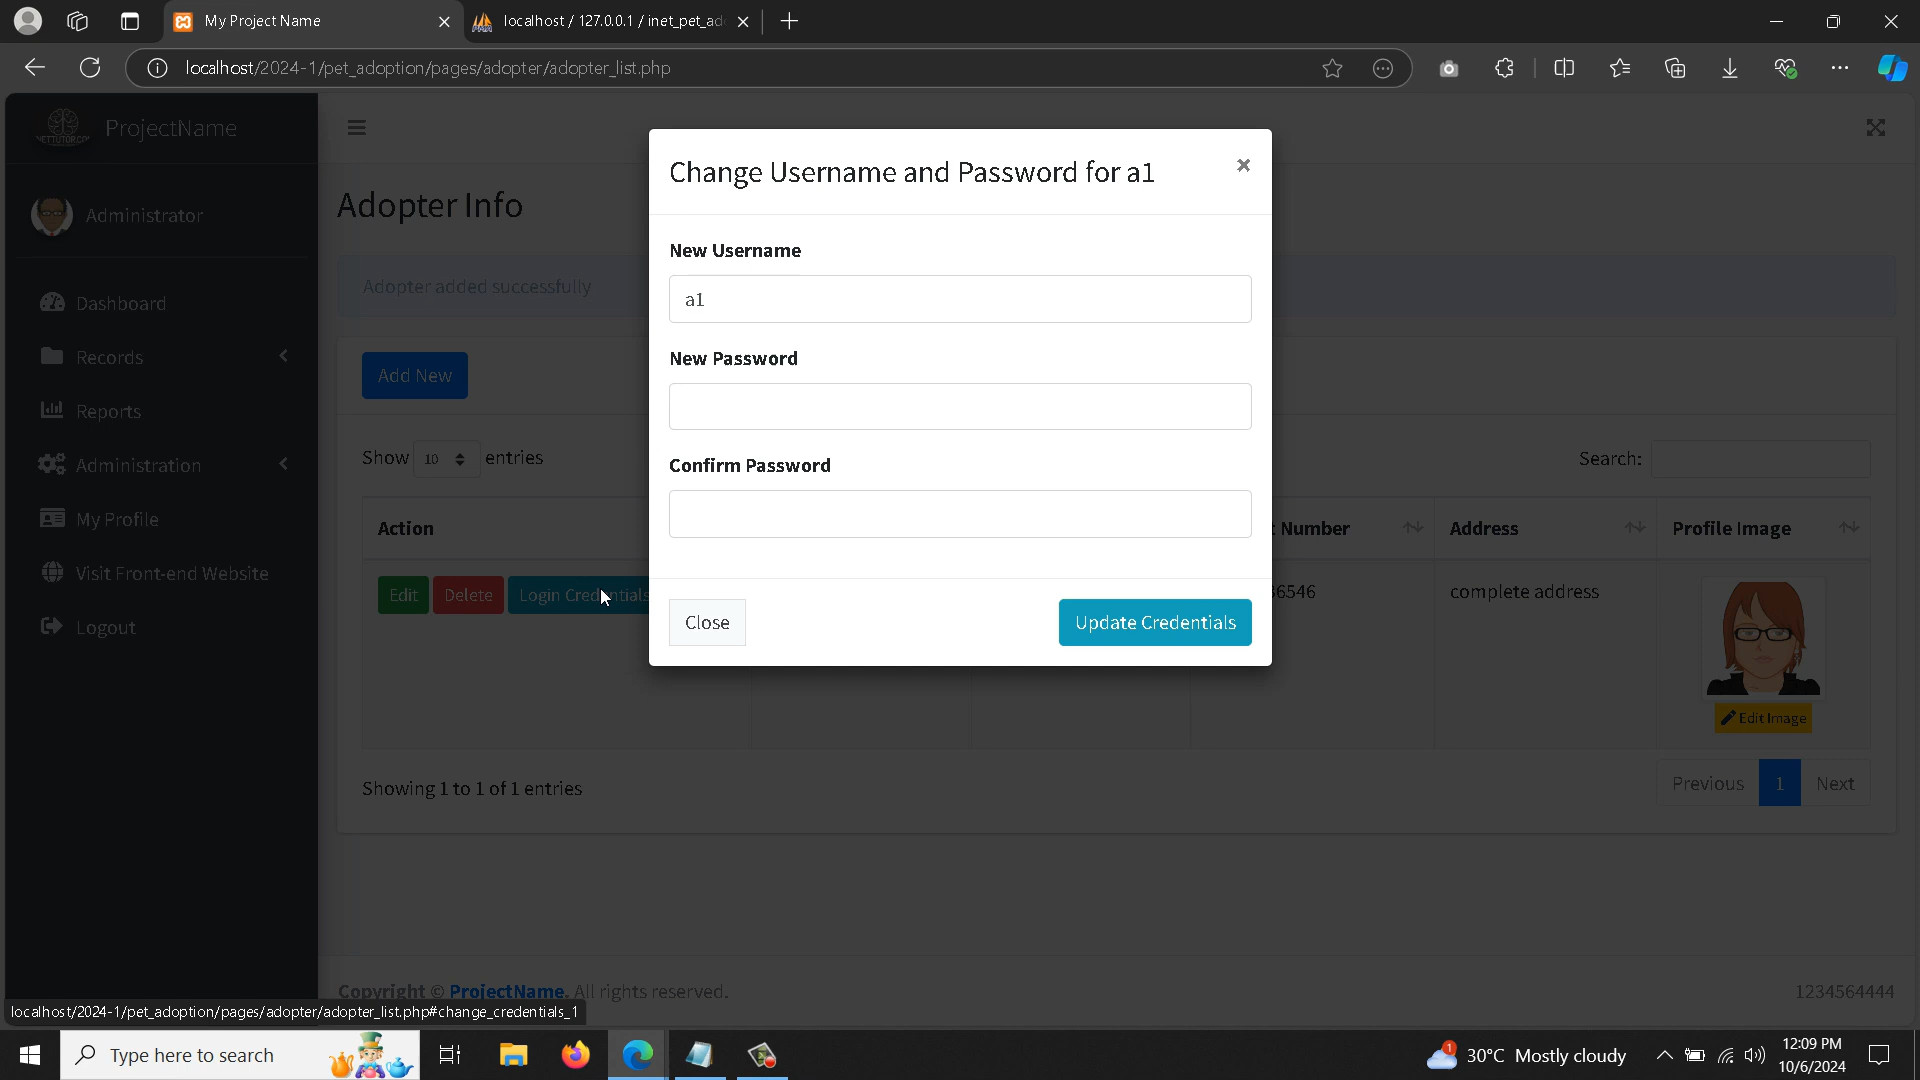 My Project Name
localhost / 127.0.0.1 / inet_pet_ad
localhost/2024-1/pet_adoption/pages/adopter/adopter_list.php
ProjectName
Administrator
Dashboard
Records
Reports
Administration
My Profile
Visit Front-end Website
Logout
Adopter Info
Adopter added successfully
Add New
Show 10 entries
Search:
Action
Number
Address
Profile Image
Edit
Delete
Login Credentials
36546
complete address
Edit Image
Showing 1 to 1 of 1 entries
Previous
1
Next
Change Username and Password for a1
×
New Username
a1
New Password
Confirm Password
Close
Update Credentials
Copyright © ProjectName. All rights reserved.
1234564444
localhost/2024-1/pet_adoption/pages/adopter/adopter_list.php#change_credentials_1
Type here to search
1
30°C Mostly cloudy
12:09 PM
10/6/2024